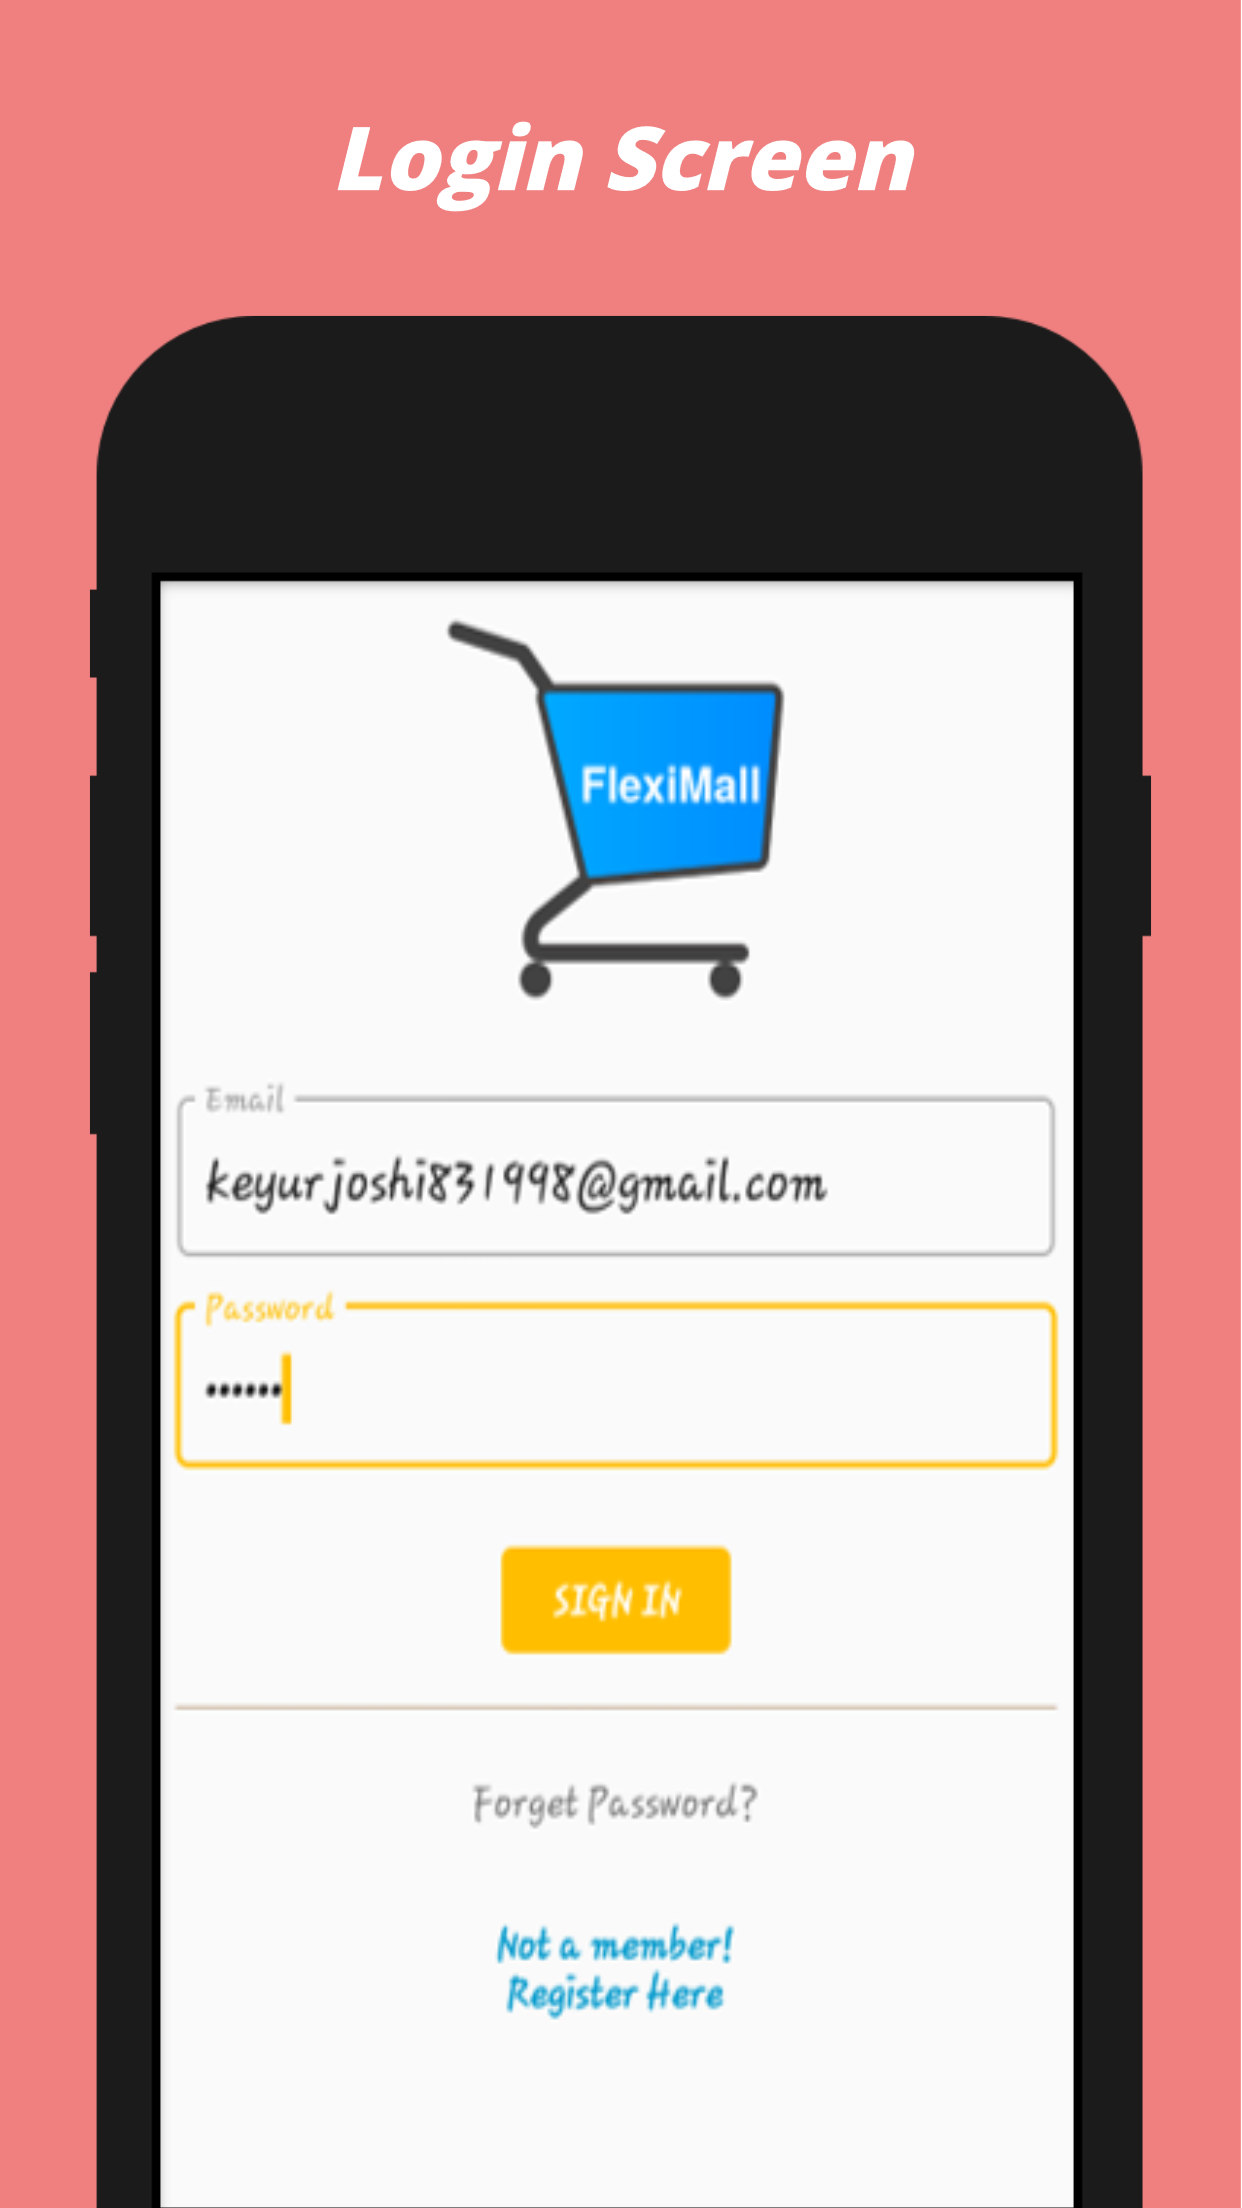 Login Screen
FlexiMall
Email
keyurjoshi831998@gmail.com
Password
••••••
SIGN IN
Forget Password?
Not a member!
Register Here